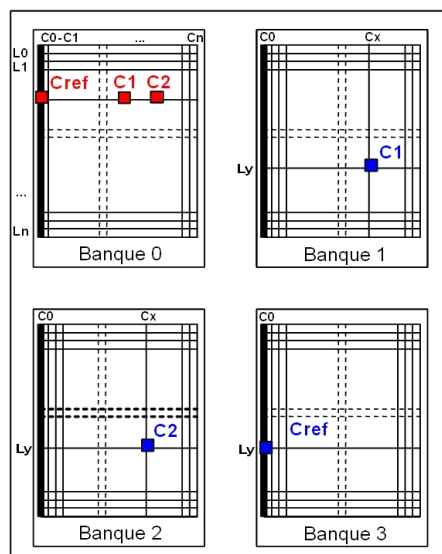 C0-C1 ... Cn
L0
L1
Cref C1 C2
...
Ln
Banque 0
C0 Cx
C1
Ly
Banque 1
C0 Cx
C2
Ly
Banque 2
C0
Cref
Ly
Banque 3